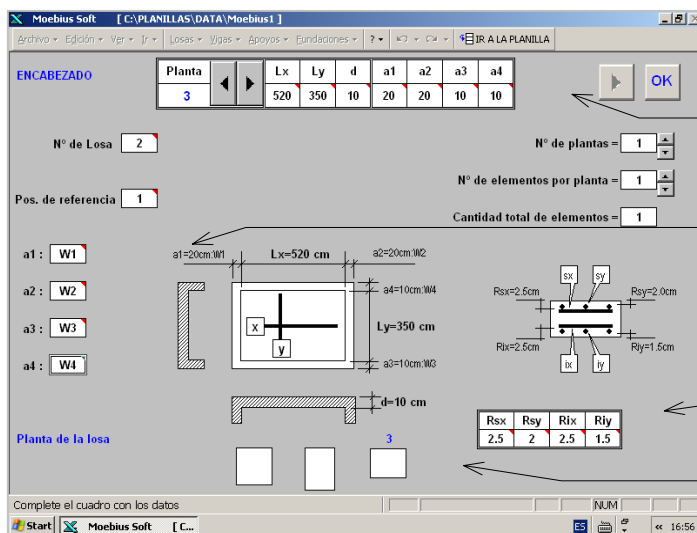 Moebius Soft [ C:\PLANILLAS\DATA\Moebius1 ]
Archivo Edición Ver Ir Losas Vigas Apoyos Fundaciones ? IR A LA PLANILLA
ENCABEZADO
Planta Lx Ly d a1 a2 a3 a4
3 520 350 10 20 20 10 10
OK
N° de Losa 2
N° de plantas = 1
N° de elementos por planta = 1
Pos. de referencia 1
Cantidad total de elementos = 1
a1 : W1
a2 : W2
a3 : W3
a4 : W4
a1=20cm:W1 Lx=520 cm a2=20cm:W2
a4=10cm:W4
x
y
Ly=350 cm
a3=10cm:W3
d=10 cm
sx sy
Rsx=2.5cm Rsy=2.0cm
Rix=2.5cm Riy=1.5cm
ix iy
Rsx Rsy Rix Riy
2.5 2 2.5 1.5
Planta de la losa 3
Complete el cuadro con los datos NUM
Start Moebius Soft [ C... ES « 16:56